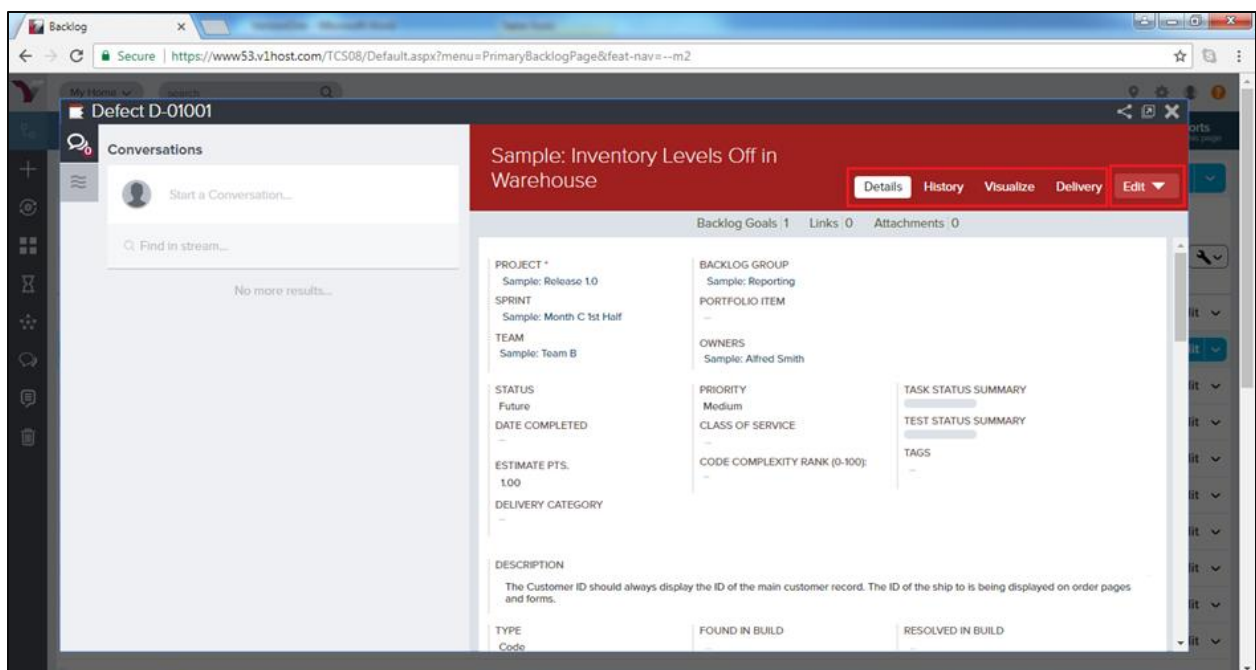 Backlog
Secure | https://www53.v1host.com/TCS08/Default.aspx?menu=PrimaryBacklogPage&feat-nav=--m2
My Home
search
Defect D-01001
Conversations
Start a Conversation...
Find in stream...
No more results...
Sample: Inventory Levels Off in
Warehouse
Details History Visualize Delivery Edit
Backlog Goals 1 Links 0 Attachments 0
PROJECT * BACKLOG GROUP
Sample: Release 1.0 Sample: Reporting
SPRINT PORTFOLIO ITEM
Sample: Month C 1st Half
TEAM OWNERS
Sample: Team B Sample: Alfred Smith
STATUS PRIORITY TASK STATUS SUMMARY
Future Medium
DATE COMPLETED CLASS OF SERVICE TEST STATUS SUMMARY
ESTIMATE PTS. CODE COMPLEXITY RANK (0-100): TAGS
1.00
DELIVERY CATEGORY
DESCRIPTION
The Customer ID should always display the ID of the main customer record. The ID of the ship to is being displayed on order pages
and forms.
TYPE FOUND IN BUILD RESOLVED IN BUILD
Code